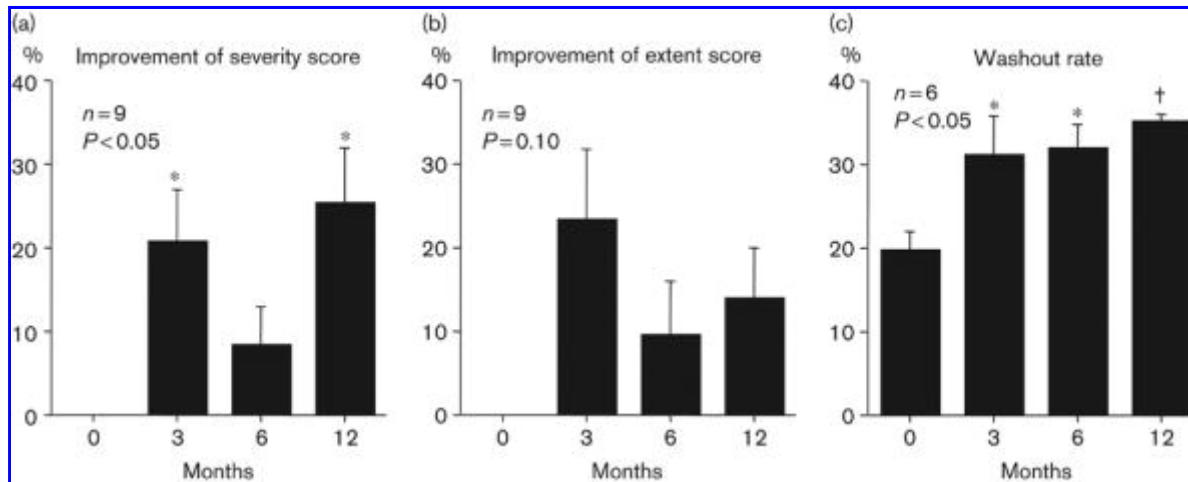 (a)
% Improvement of severity score
40
n=9
P<0.05
*
*
30
20
10
0
0 3 6 12
Months
(b)
% Improvement of extent score
40
n=9
P=0.10
30
20
10
0
0 3 6 12
Months
(c)
% Washout rate
40
n=6
P<0.05
* * †
30
20
10
0
0 3 6 12
Months